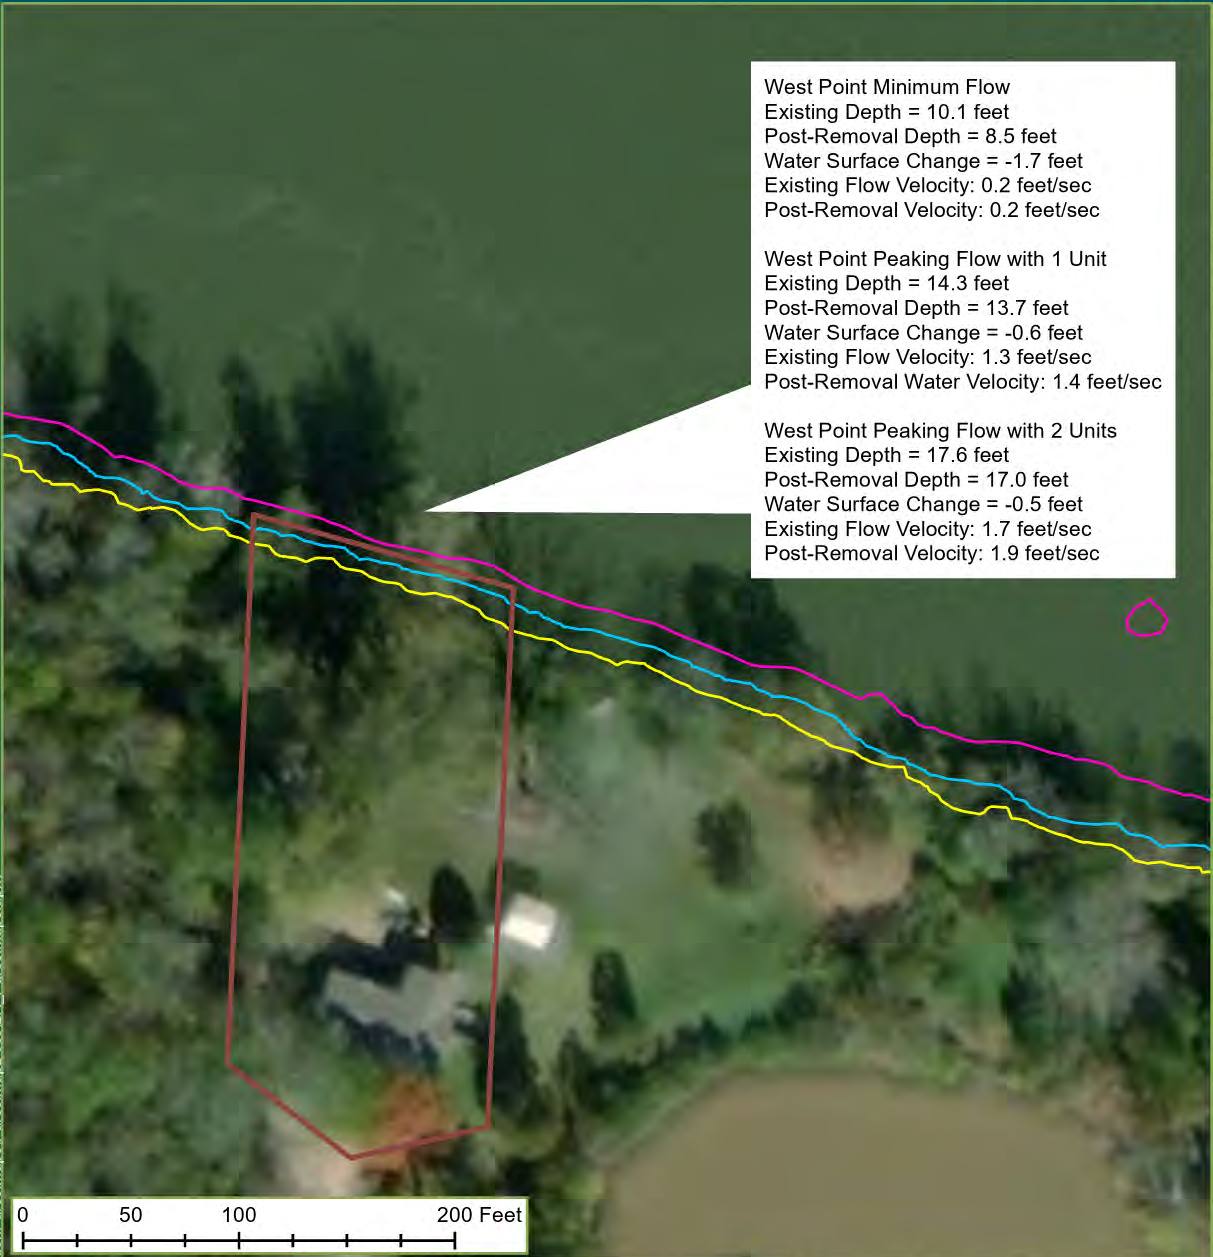 West Point Minimum Flow
Existing Depth = 10.1 feet
Post-Removal Depth = 8.5 feet
Water Surface Change = -1.7 feet
Existing Flow Velocity: 0.2 feet/sec
Post-Removal Velocity: 0.2 feet/sec
West Point Peaking Flow with 1 Unit
Existing Depth = 14.3 feet
Post-Removal Depth = 13.7 feet
Water Surface Change = -0.6 feet
Existing Flow Velocity: 1.3 feet/sec
Post-Removal Water Velocity: 1.4 feet/sec
West Point Peaking Flow with 2 Units
Existing Depth = 17.6 feet
Post-Removal Depth = 17.0 feet
Water Surface Change = -0.5 feet
Existing Flow Velocity: 1.7 feet/sec
Post-Removal Velocity: 1.9 feet/sec
0 50 100 200 Feet